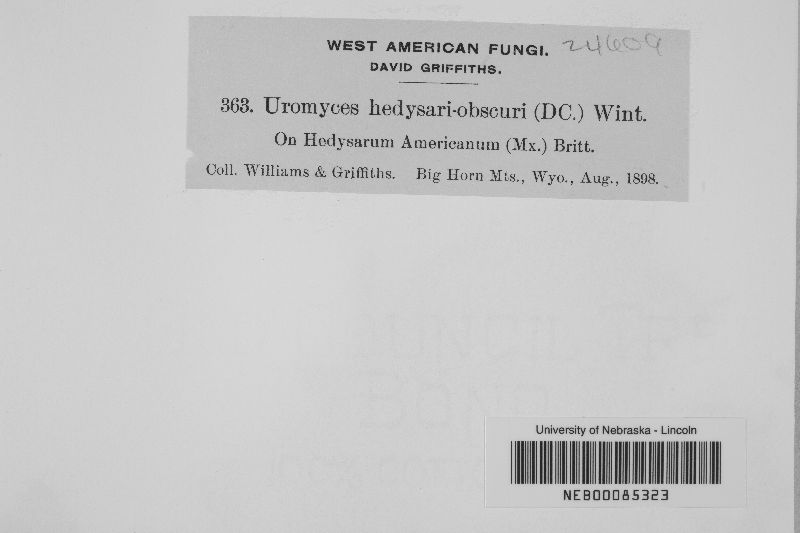 WEST AMERICAN FUNGI. 24609
DAVID GRIFFITHS.
363. Uromyces hedysari-obscuri (DC.) Wint.
On Hedysarum Americanum (Mx.) Britt.
Coll. Williams & Griffiths. Big Horn Mts., Wyo., Aug., 1898.
University of Nebraska - Lincoln
NEB00085323